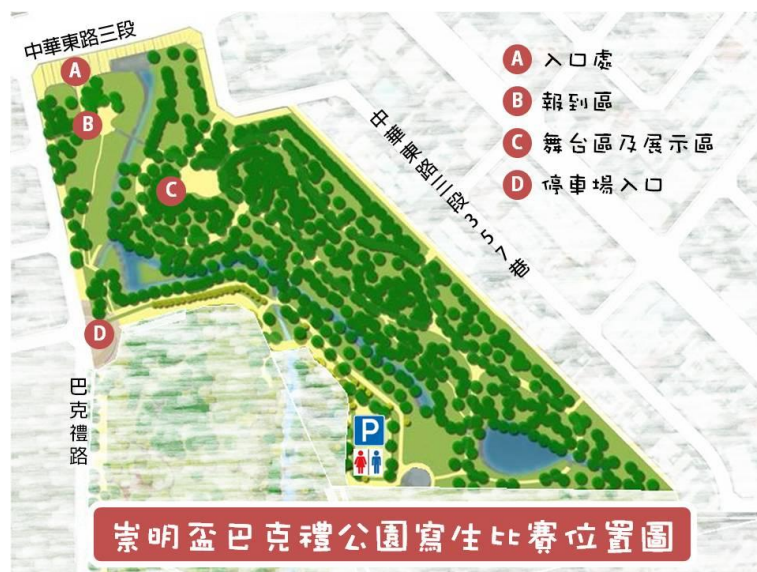 中華東路三段
A 入口處
B 報到區
C 舞台區及展示區
D 停車場入口
A
B
C
中華東路三段357巷
D
巴克禮路
P
崇明盃巴克禮公園寫生比賽位置圖